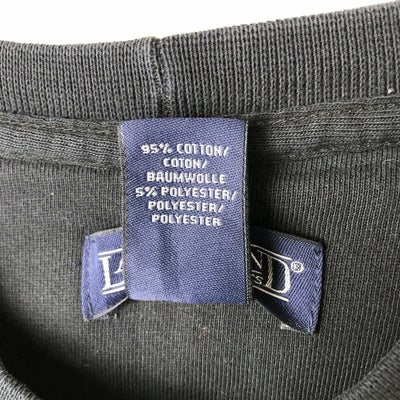 95% COTTON/
COTON/
BAUMWOLLE
5% POLYESTER/
POLYESTER/
POLYESTER